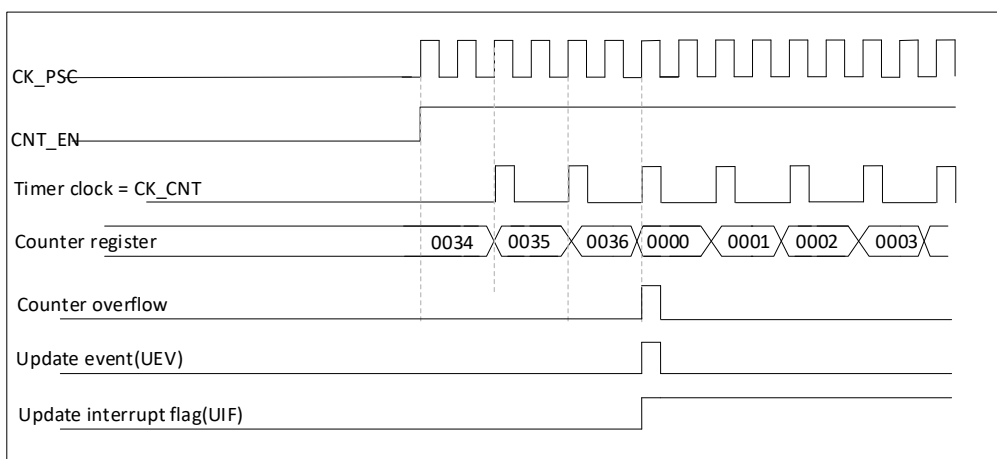 CK_PSC
CNT_EN
Timer clock = CK_CNT
Counter register 0034 0035 0036 0000 0001 0002 0003
Counter overflow
Update event(UEV)
Update interrupt flag(UIF)